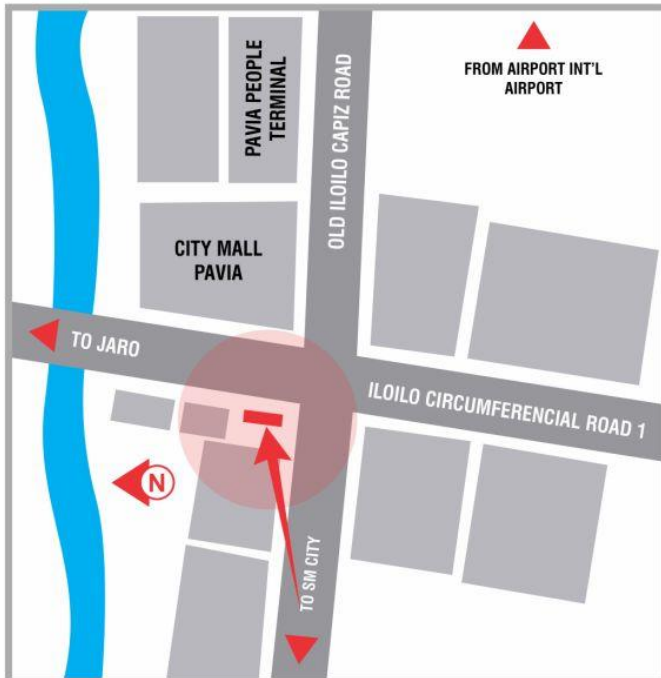 FROM AIRPORT INT'L
AIRPORT
PAVIA PEOPLE
TERMINAL
OLD ILOILO CAPIZ ROAD
CITY MALL
PAVIA
TO JARO
ILOILO CIRCUMFERENCIAL ROAD 1
N
TO SM CITY